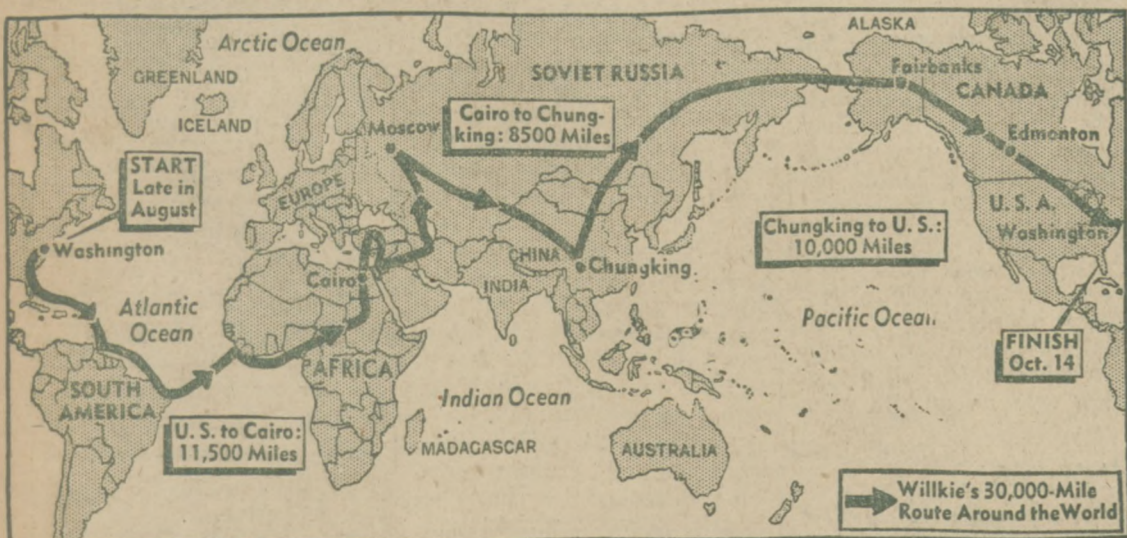 ALASKA
Arctic Ocean
GREENLAND
SOVIET RUSSIA
Fairbanks
CANADA
ICELAND
Moscow
Cairo to Chung-
king: 8500 Miles
Edmonton
START
Late in
August
EUROPE
U.S.A.
Washington
Washington
Chungking to U. S.:
10,000 Miles
CHINA
Chungking
Cairo
INDIA
Atlantic
Ocean
Pacific Ocean
FINISH
Oct. 14
AFRICA
SOUTH
AMERICA
Indian Ocean
U. S. to Cairo:
11,500 Miles
MADAGASCAR
AUSTRALIA
Willkie's 30,000-Mile
Route Around the World